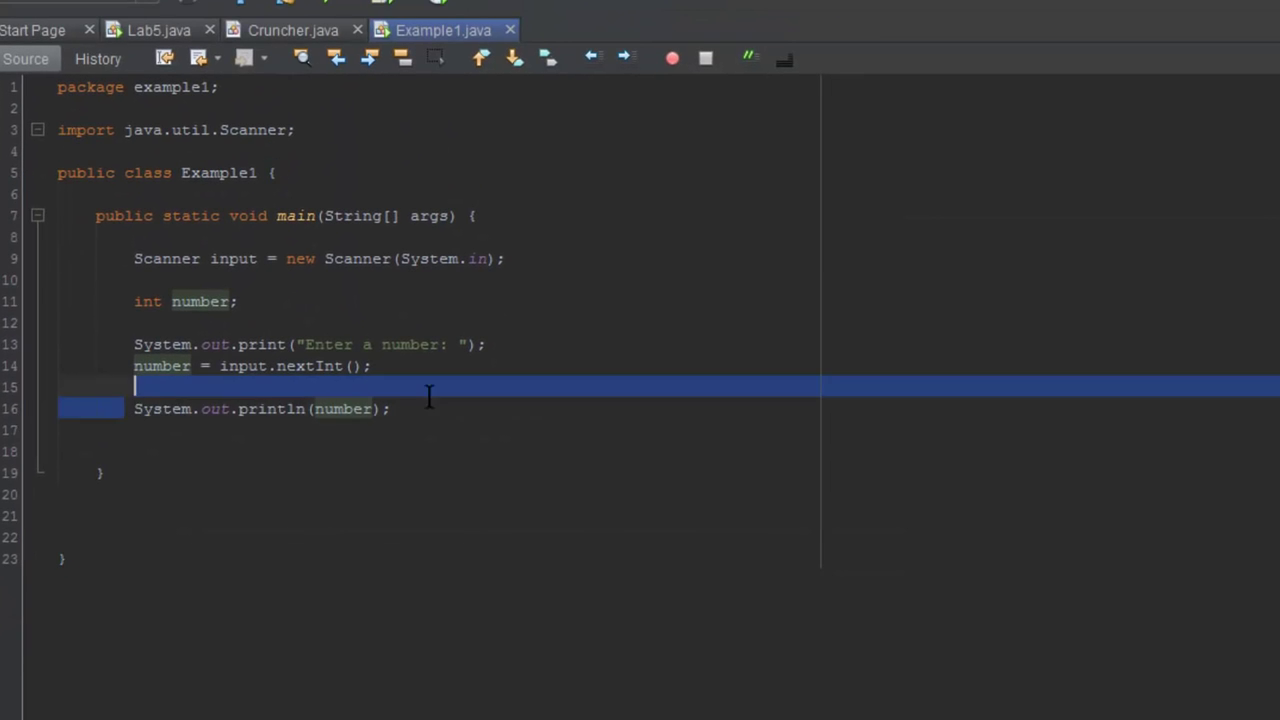 Start Page Lab5.java Cruncher.java Example1.java
Source History
1 package example1;
2
3 import java.util.Scanner;
4
5 public class Example1 {
6
7 public static void main(String[] args) {
8
9 Scanner input = new Scanner(System.in);
10
11 int number;
12
13 System.out.print("Enter a number: ");
14 number = input.nextInt();
15
16 System.out.println(number);
17
18
19 }
20
21
22
23 }